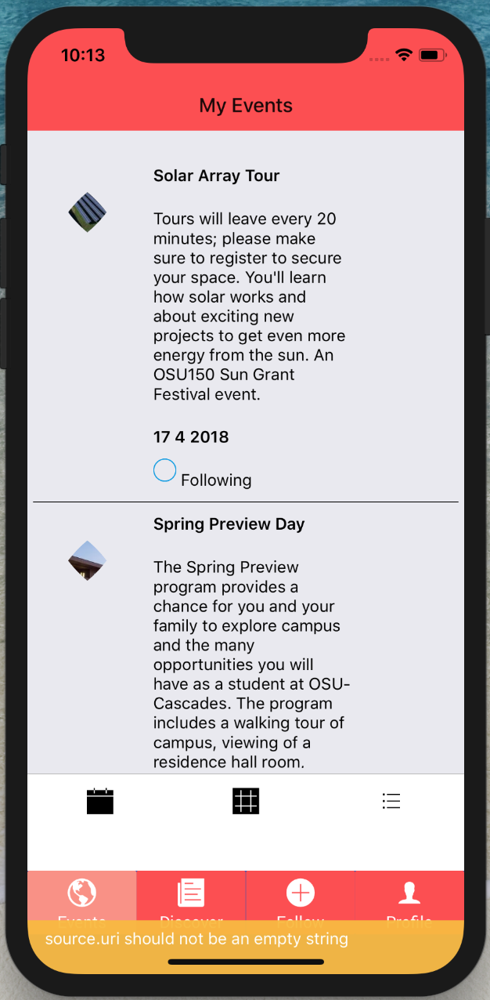 10:13
My Events
Solar Array Tour
Tours will leave every 20
minutes; please make
sure to register to secure
your space. You'll learn
how solar works and
about exciting new
projects to get even more
energy from the sun. An
OSU150 Sun Grant
Festival event.
17 4 2018
Following
Spring Preview Day
The Spring Preview
program provides a
chance for you and your
family to explore campus
and the many
opportunities you will
have as a student at OSU-
Cascades. The program
includes a walking tour of
campus, viewing of a
residence hall room.
Events Discover Follow Profile
source.uri should not be an empty string